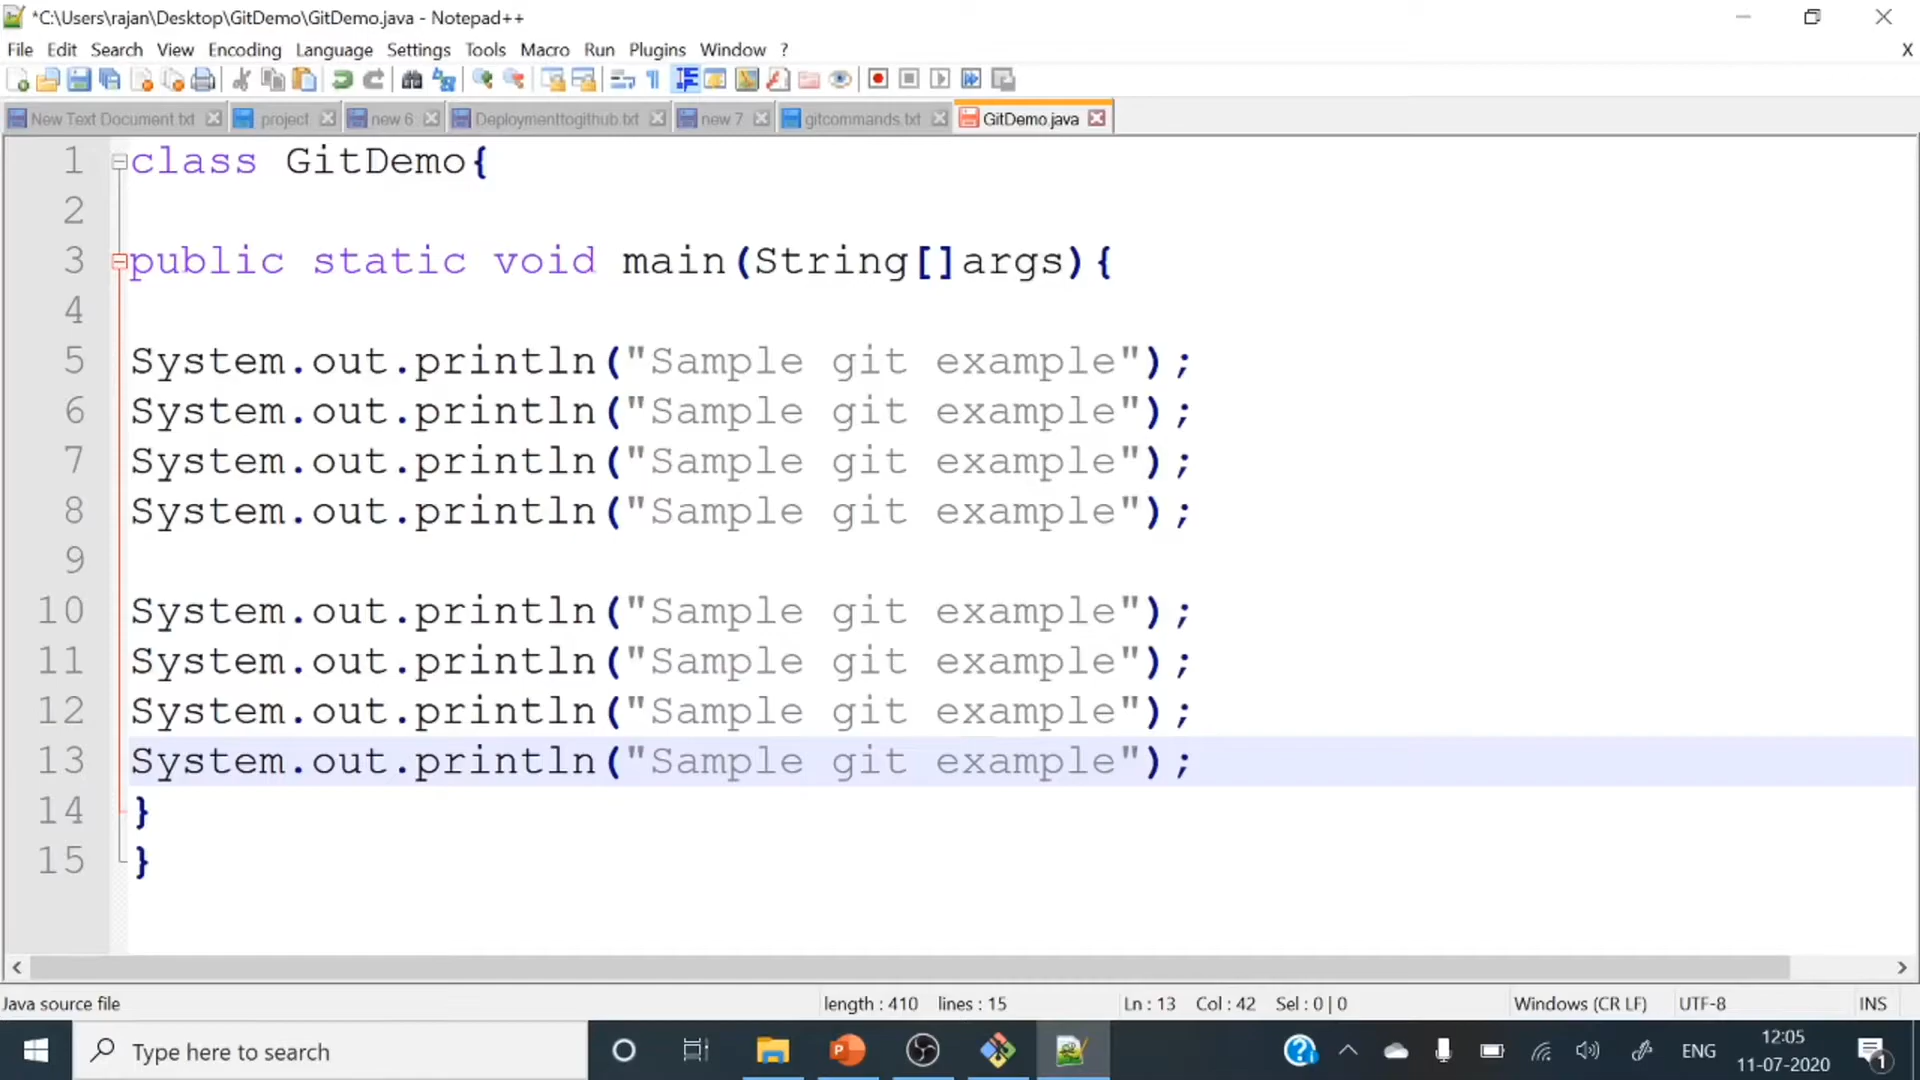 *C:\Users\rajan\Desktop\GitDemo\GitDemo.java - Notepad++
File Edit Search View Encoding Language Settings Tools Macro Run Plugins Window ? X
New Text Document.txt project new 6 Deploymenttogithub.txt new 7 gitcommands.txt GitDemo.java
1 class GitDemo{
2
3 public static void main(String[]args){
4
5 System.out.println("Sample git example");
6 System.out.println("Sample git example");
7 System.out.println("Sample git example");
8 System.out.println("Sample git example");
9
10 System.out.println("Sample git example");
11 System.out.println("Sample git example");
12 System.out.println("Sample git example");
13 System.out.println("Sample git example");
14 }
15 }
Java source file length : 410 lines : 15 Ln : 13 Col : 42 Sel : 0 | 0 Windows (CR LF) UTF-8 INS
Type here to search ENG 12:05
11-07-2020 1